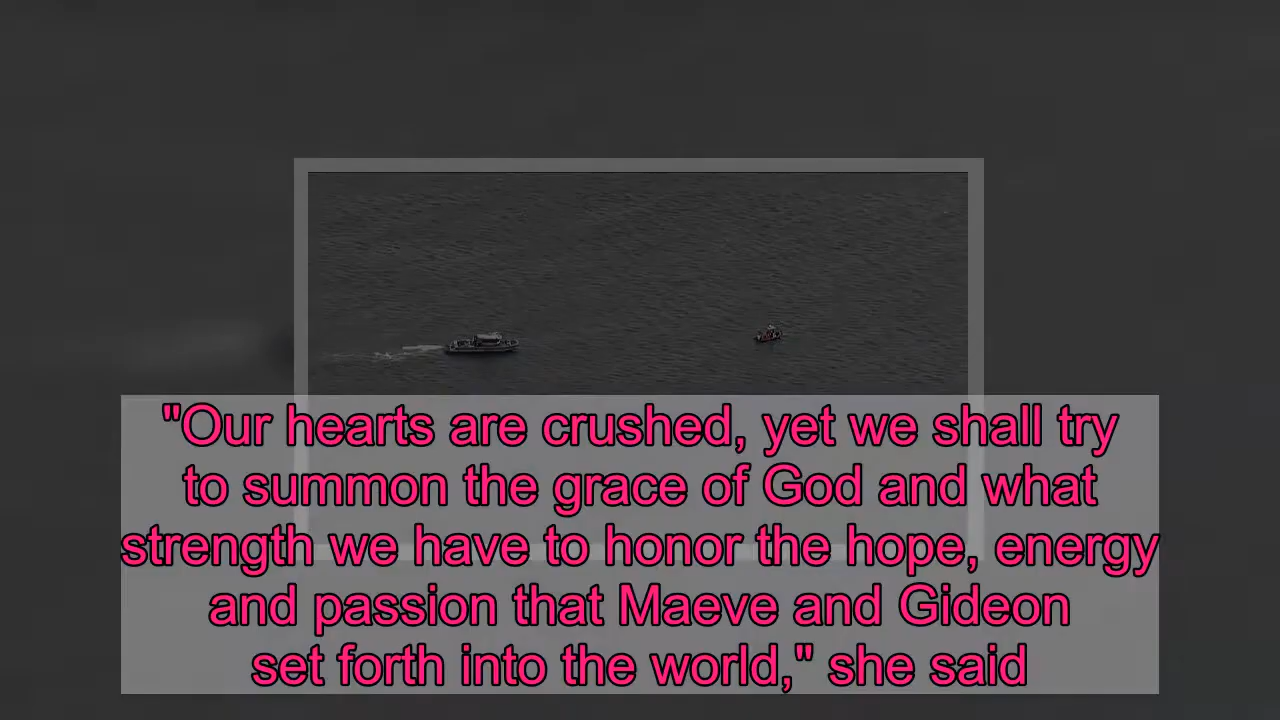 "Our hearts are crushed, yet we shall try
to summon the grace of God and what
strength we have to honor the hope, energy
and passion that Maeve and Gideon
set forth into the world," she said